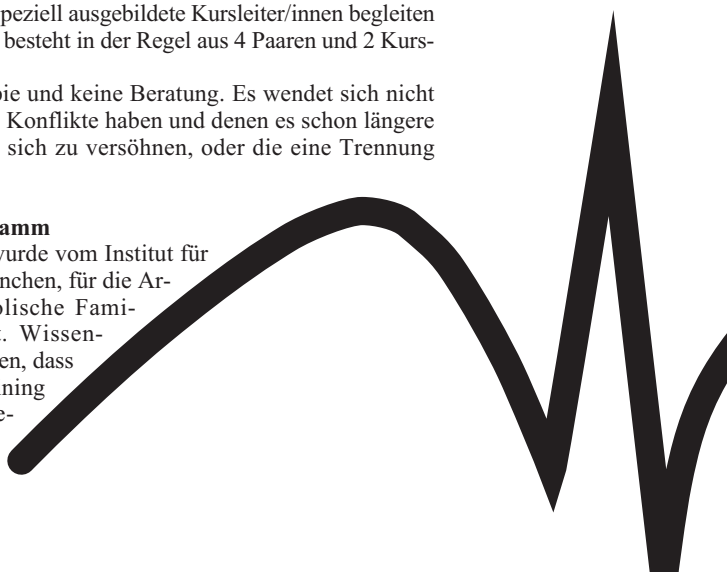 peziell ausgebildete Kursleiter/innen begleiten
besteht in der Regel aus 4 Paaren und 2 Kurs-
pie und keine Beratung. Es wendet sich nicht
Konflikte haben und denen es schon längere
sich zu versöhnen, oder die eine Trennung
amm
wurde vom Institut für
nchen, für die Ar-
olische Fami-
t. Wissen-
en, dass
ining
e-